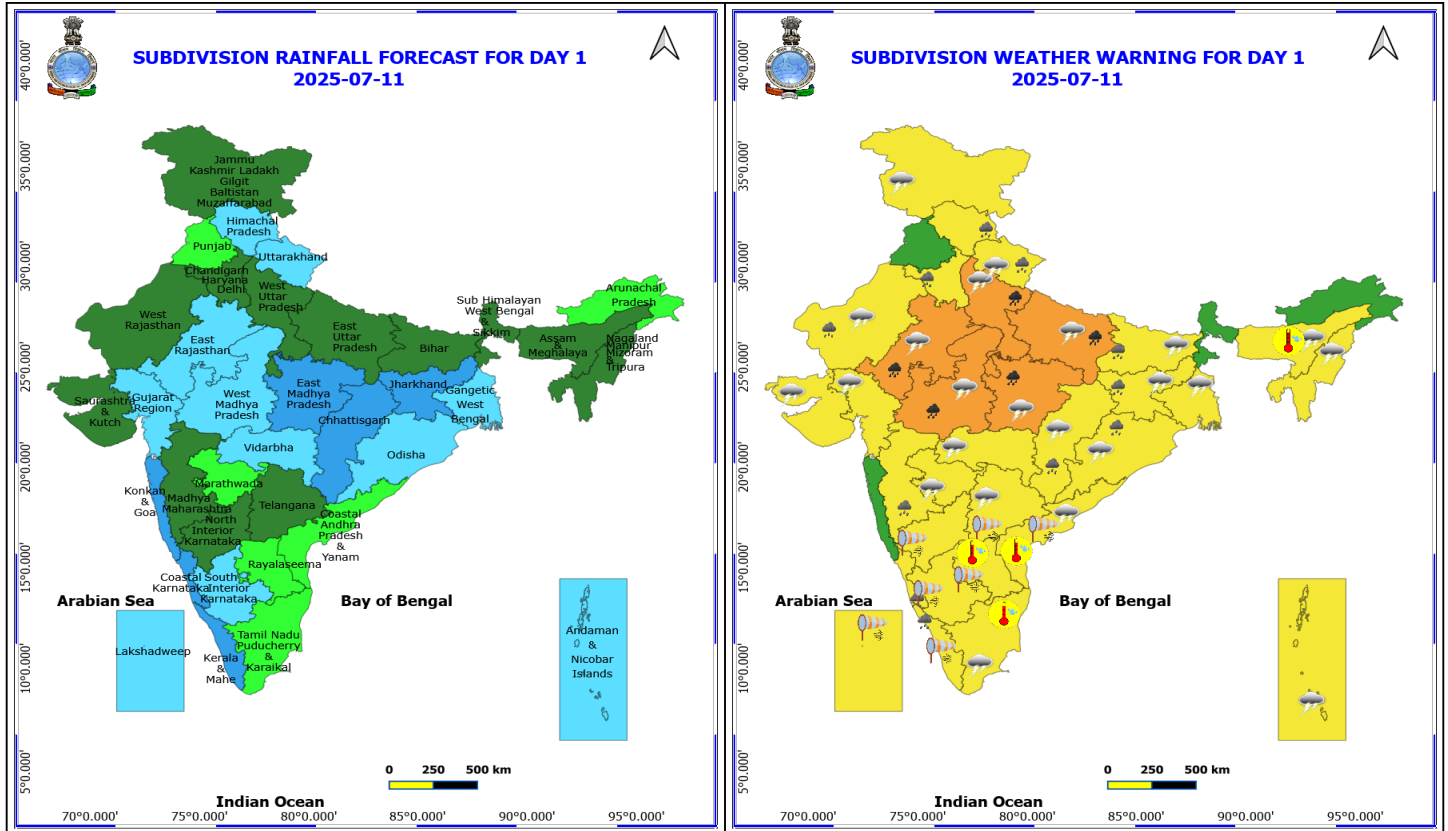 SUBDIVISION RAINFALL FORECAST FOR DAY 1
2025-07-11
40°0.000'
35°0.000'
30°0.000'
25°0.000'
20°0.000'
15°0.000'
10°0.000'
5°0.000'
Jammu
Kashmir Ladakh
Gilgit
Baltistan
Muzaffarabad
Himachal
Pradesh
Punjab
Uttarakhand
Chandigarh
Haryana
Delhi
West
Uttar
Pradesh
West
Rajasthan
East
Rajasthan
East
Uttar
Pradesh
Bihar
Sub Himalayan
West Bengal
&
Sikkim
Arunachal
Pradesh
Assam
&
Meghalaya
Nagaland
Manipur
Mizoram
&
Tripura
Saurashtra
&
Kutch
Gujarat
Region
West
Madhya
Pradesh
East
Madhya
Pradesh
Jharkhand
Gangetic
West
Bengal
Chhattisgarh
Vidarbha
Odisha
Konkan
&
Goa
Madhya
Maharashtra
Marathwada
Telangana
North
Interior
Karnataka
Coastal
Andhra
Pradesh
&
Yanam
Rayalaseema
Coastal
Karnataka
South
Interior
Karnataka
Tamil Nadu
Puducherry
&
Karaikal
Kerala
&
Mahe
Lakshadweep
Andaman
&
Nicobar
Islands
Arabian Sea
Bay of Bengal
Indian Ocean
0 250 500 km
70°0.000' 75°0.000' 80°0.000' 85°0.000' 90°0.000' 95°0.000'
SUBDIVISION WEATHER WARNING FOR DAY 1
2025-07-11
40°0.000'
35°0.000'
30°0.000'
25°0.000'
20°0.000'
15°0.000'
10°0.000'
5°0.000'
Arabian Sea
Bay of Bengal
Indian Ocean
0 250 500 km
70°0.000' 75°0.000' 80°0.000' 85°0.000' 90°0.000' 95°0.000'